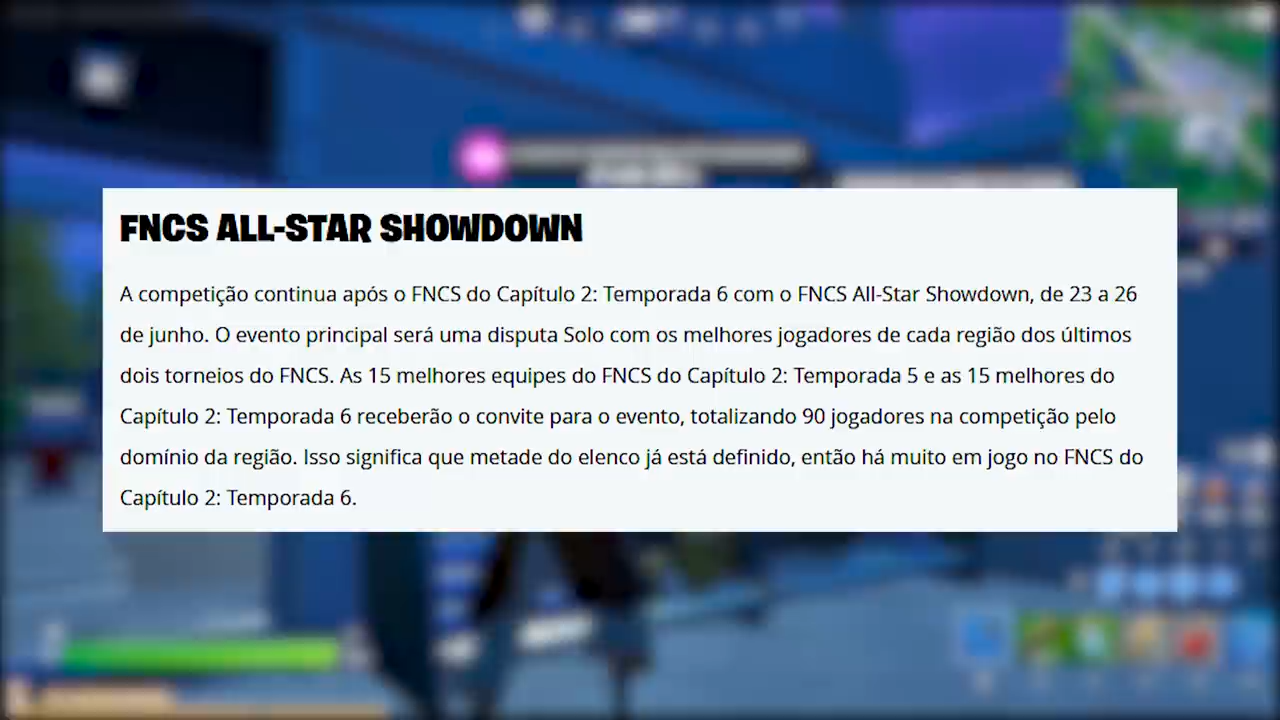 FNCS ALL-STAR SHOWDOWN
A competição continua após o FNCS do Capítulo 2: Temporada 6 com o FNCS All-Star Showdown, de 23 a 26
de junho. O evento principal será uma disputa Solo com os melhores jogadores de cada região dos últimos
dois torneios do FNCS. As 15 melhores equipes do FNCS do Capítulo 2: Temporada 5 e as 15 melhores do
Capítulo 2: Temporada 6 receberão o convite para o evento, totalizando 90 jogadores na competição pelo
domínio da região. Isso significa que metade do elenco já está definido, então há muito em jogo no FNCS do
Capítulo 2: Temporada 6.